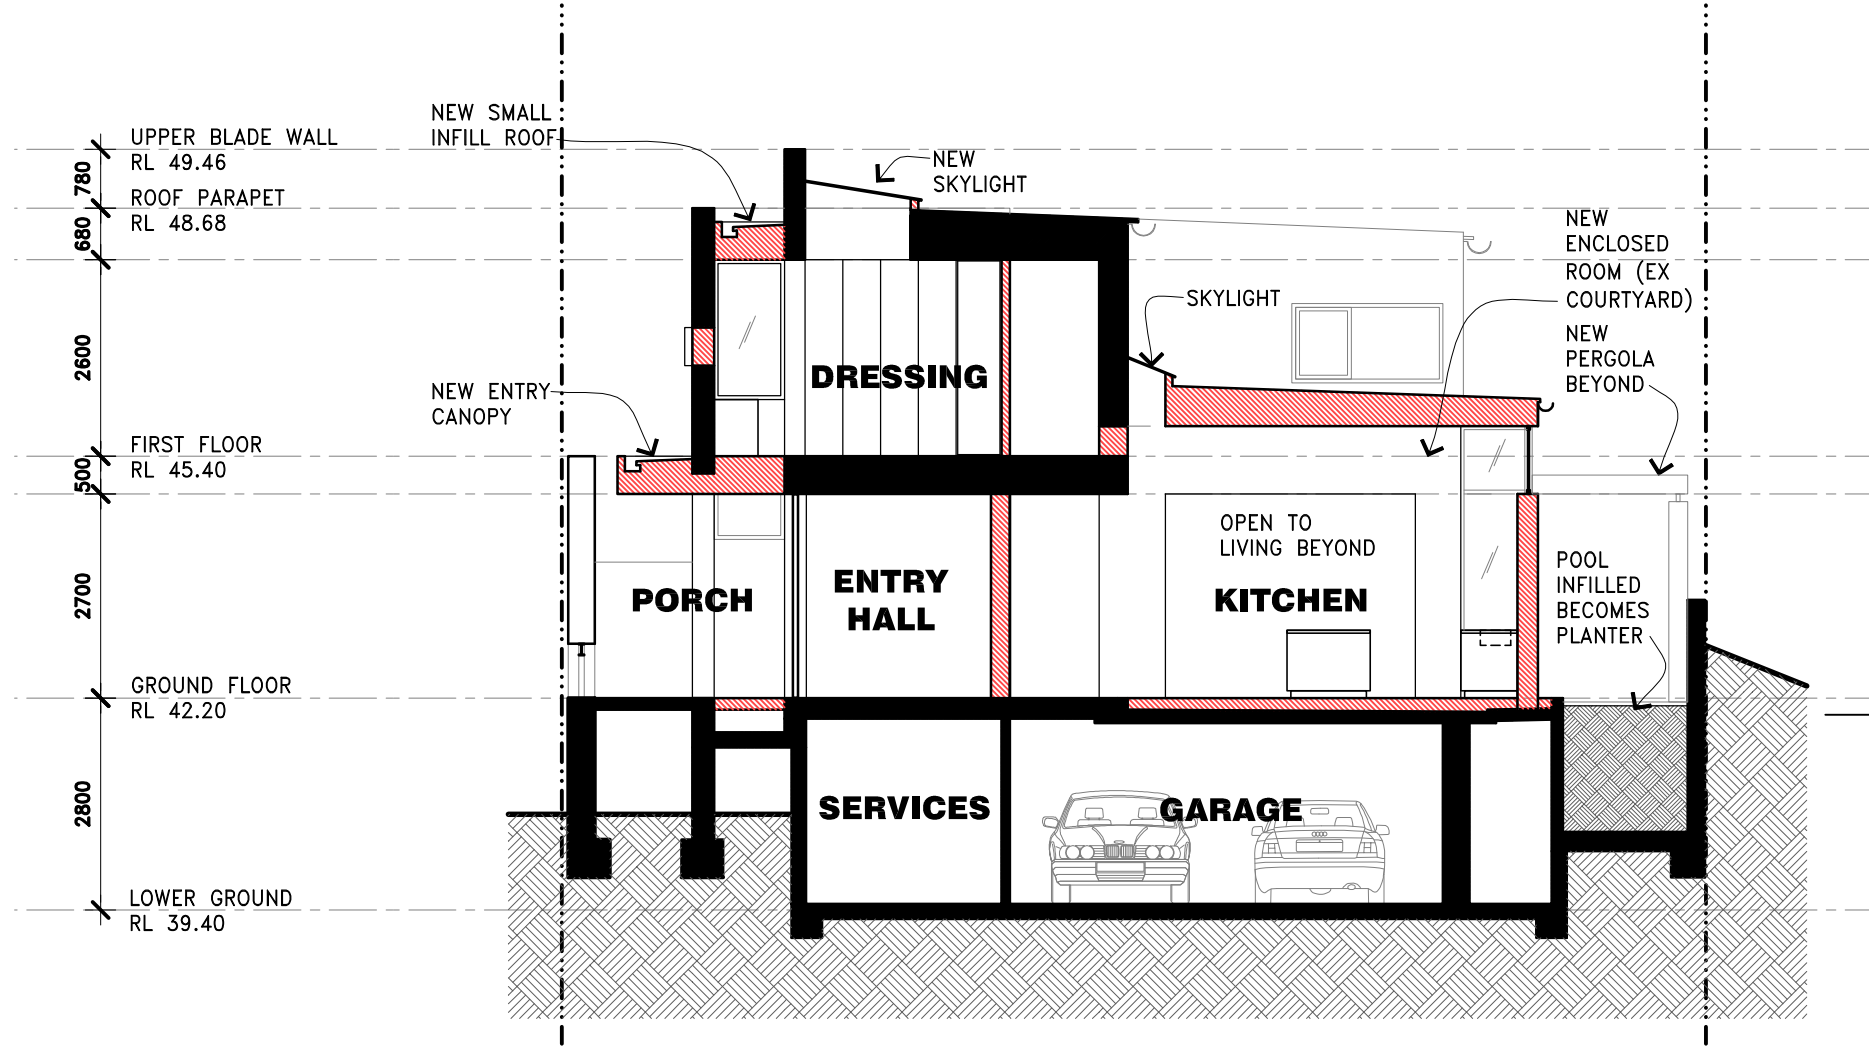 UPPER BLADE WALL
RL 49.46
780
ROOF PARAPET
RL 48.68
680
2600
FIRST FLOOR
RL 45.40
500
2700
GROUND FLOOR
RL 42.20
2800
LOWER GROUND
RL 39.40
NEW SMALL
INFILL ROOF
NEW
SKYLIGHT
SKYLIGHT
NEW
ENCLOSED
ROOM (EX
COURTYARD)
NEW
PERGOLA
BEYOND
NEW ENTRY
CANOPY
DRESSING
OPEN TO
LIVING BEYOND
POOL
INFILLED
BECOMES
PLANTER
PORCH
ENTRY
HALL
KITCHEN
SERVICES
GARAGE